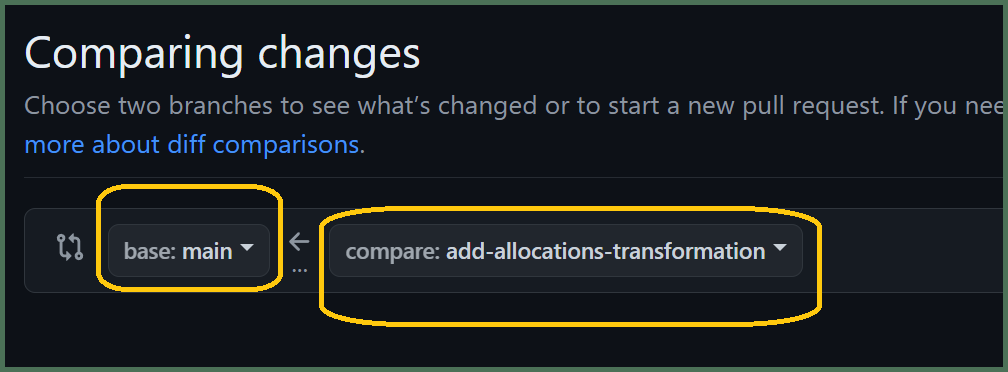 Comparing changes
Choose two branches to see what’s changed or to start a new pull request. If you nee
more about diff comparisons.
base: main
compare: add-allocations-transformation